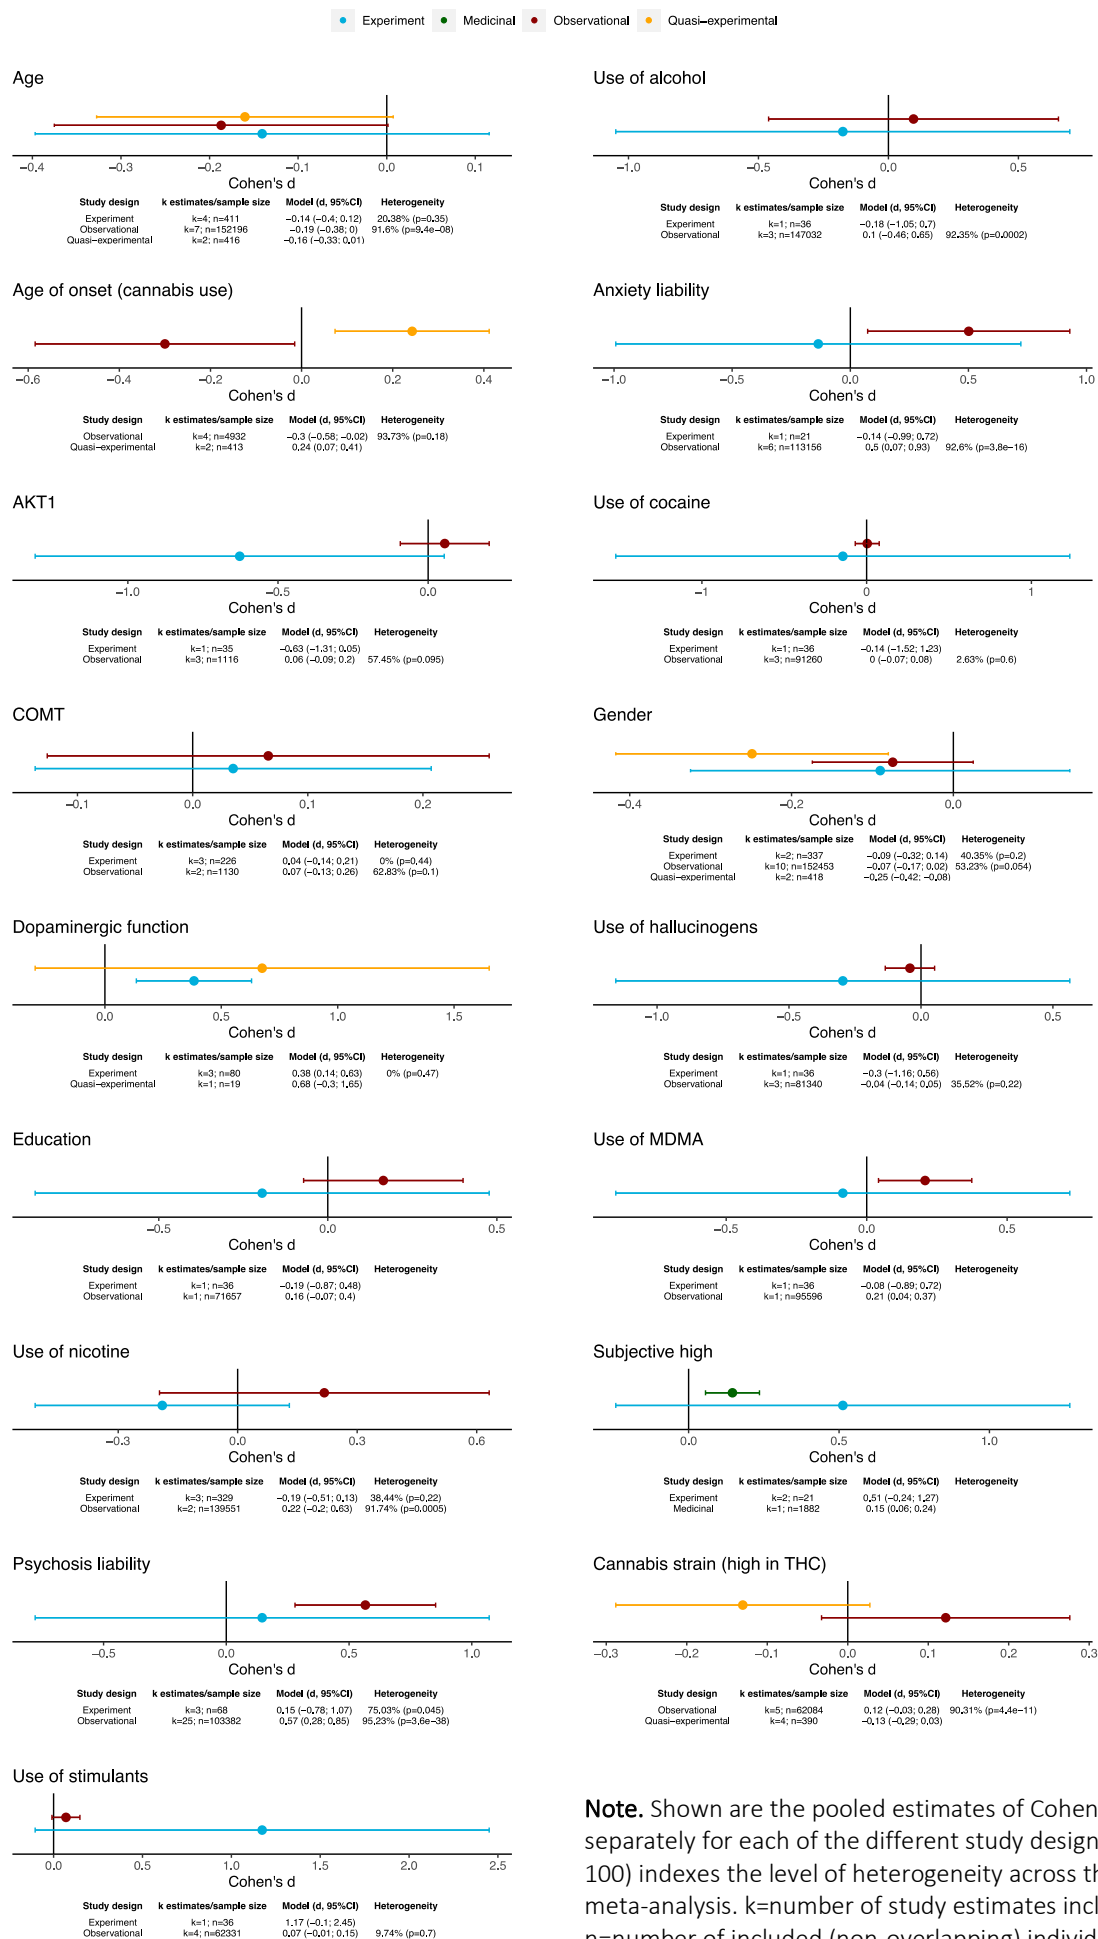 Experiment Medicinal Observational Quasi−experimental
Age
−0.4 −0.3 −0.2 −0.1 0.0 0.1
Cohen's d
Study design k estimates/sample size Model (d, 95%CI) Heterogeneity
Experiment k=4; n=411 −0.14 (−0.4; 0.12) 20.38% (p=0.35)
Observational k=7; n=152196 −0.19 (−0.38; 0) 91.6% (p=9.4e−08)
Quasi−experimental k=2; n=416 −0.16 (−0.33; 0.01)
Use of alcohol
−1.0 −0.5 0.0 0.5
Cohen's d
Study design k estimates/sample size Model (d, 95%CI) Heterogeneity
Experiment k=1; n=36 −0.18 (−1.05; 0.7)
Observational k=3; n=147032 0.1 (−0.46; 0.65) 92.35% (p=0.0002)
Age of onset (cannabis use)
−0.6 −0.4 −0.2 0.0 0.2 0.4
Cohen's d
Study design k estimates/sample size Model (d, 95%CI) Heterogeneity
Observational k=4; n=4932 −0.3 (−0.58; −0.02) 93.73% (p=0.18)
Quasi−experimental k=2; n=413 0.24 (0.07; 0.41)
Anxiety liability
−1.0 −0.5 0.0 0.5 1.0
Cohen's d
Study design k estimates/sample size Model (d, 95%CI) Heterogeneity
Experiment k=1; n=21 −0.14 (−0.99; 0.72)
Observational k=6; n=113156 0.5 (0.07; 0.93) 92.6% (p=3.8e−16)
AKT1
−1.0 −0.5 0.0
Cohen's d
Study design k estimates/sample size Model (d, 95%CI) Heterogeneity
Experiment k=1; n=35 −0.63 (−1.31; 0.05)
Observational k=3; n=1116 0.06 (−0.09; 0.2) 57.45% (p=0.095)
Use of cocaine
−1 0 1
Cohen's d
Study design k estimates/sample size Model (d, 95%CI) Heterogeneity
Experiment k=1; n=36 −0.14 (−1.52; 1.23)
Observational k=3; n=91260 0 (−0.07; 0.08) 2.63% (p=0.6)
COMT
−0.1 0.0 0.1 0.2
Cohen's d
Study design k estimates/sample size Model (d, 95%CI) Heterogeneity
Experiment k=3; n=226 0.04 (−0.14; 0.21) 0% (p=0.44)
Observational k=2; n=1130 0.07 (−0.13; 0.26) 62.83% (p=0.1)
Gender
−0.4 −0.2 0.0
Cohen's d
Study design k estimates/sample size Model (d, 95%CI) Heterogeneity
Experiment k=2; n=337 −0.09 (−0.32; 0.14) 40.35% (p=0.2)
Observational k=10; n=152453 −0.07 (−0.17; 0.02) 53.23% (p=0.054)
Quasi−experimental k=2; n=418 −0.25 (−0.42; −0.08)
Dopaminergic function
0.0 0.5 1.0 1.5
Cohen's d
Study design k estimates/sample size Model (d, 95%CI) Heterogeneity
Experiment k=3; n=80 0.38 (0.14; 0.63) 0% (p=0.47)
Quasi−experimental k=1; n=19 0.68 (−0.3; 1.65)
Use of hallucinogens
−1.0 −0.5 0.0 0.5
Cohen's d
Study design k estimates/sample size Model (d, 95%CI) Heterogeneity
Experiment k=1; n=36 −0.3 (−1.16; 0.56)
Observational k=3; n=81340 −0.04 (−0.14; 0.05) 35.52% (p=0.22)
Education
−0.5 0.0 0.5
Cohen's d
Study design k estimates/sample size Model (d, 95%CI) Heterogeneity
Experiment k=1; n=36 −0.19 (−0.87; 0.48)
Observational k=1; n=71657 0.16 (−0.07; 0.4)
Use of MDMA
−0.5 0.0 0.5
Cohen's d
Study design k estimates/sample size Model (d, 95%CI) Heterogeneity
Experiment k=1; n=36 −0.08 (−0.89; 0.72)
Observational k=1; n=95596 0.21 (0.04; 0.37)
Use of nicotine
−0.3 0.0 0.3 0.6
Cohen's d
Study design k estimates/sample size Model (d, 95%CI) Heterogeneity
Experiment k=3; n=329 −0.19 (−0.51; 0.13) 38.44% (p=0.22)
Observational k=2; n=139551 0.22 (−0.2; 0.63) 91.74% (p=0.0005)
Subjective high
0.0 0.5 1.0
Cohen's d
Study design k estimates/sample size Model (d, 95%CI) Heterogeneity
Experiment k=2; n=21 0.51 (−0.24; 1.27)
Medicinal k=1; n=1882 0.15 (0.06; 0.24)
Psychosis liability
−0.5 0.0 0.5 1.0
Cohen's d
Study design k estimates/sample size Model (d, 95%CI) Heterogeneity
Experiment k=3; n=68 0.15 (−0.78; 1.07) 75.03% (p=0.045)
Observational k=25; n=103382 0.57 (0.28; 0.85) 95.23% (p=3.6e−38)
Cannabis strain (high in THC)
−0.3 −0.2 −0.1 0.0 0.1 0.2 0.3
Cohen's d
Study design k estimates/sample size Model (d, 95%CI) Heterogeneity
Observational k=5; n=62084 0.12 (−0.03; 0.28) 90.31% (p=4.4e−11)
Quasi−experimental k=4; n=390 −0.13 (−0.29; 0.03)
Use of stimulants
0.0 0.5 1.0 1.5 2.0 2.5
Cohen's d
Study design k estimates/sample size Model (d, 95%CI) Heterogeneity
Experiment k=1; n=36 1.17 (−0.1; 2.45)
Observational k=4; n=62331 0.07 (−0.01; 0.15) 9.74% (p=0.7)
Note. Shown are the pooled estimates of Cohen
separately for each of the different study design
100) indexes the level of heterogeneity across th
meta-analysis. k=number of study estimates incl
n=number of included (non-overlapping) individ